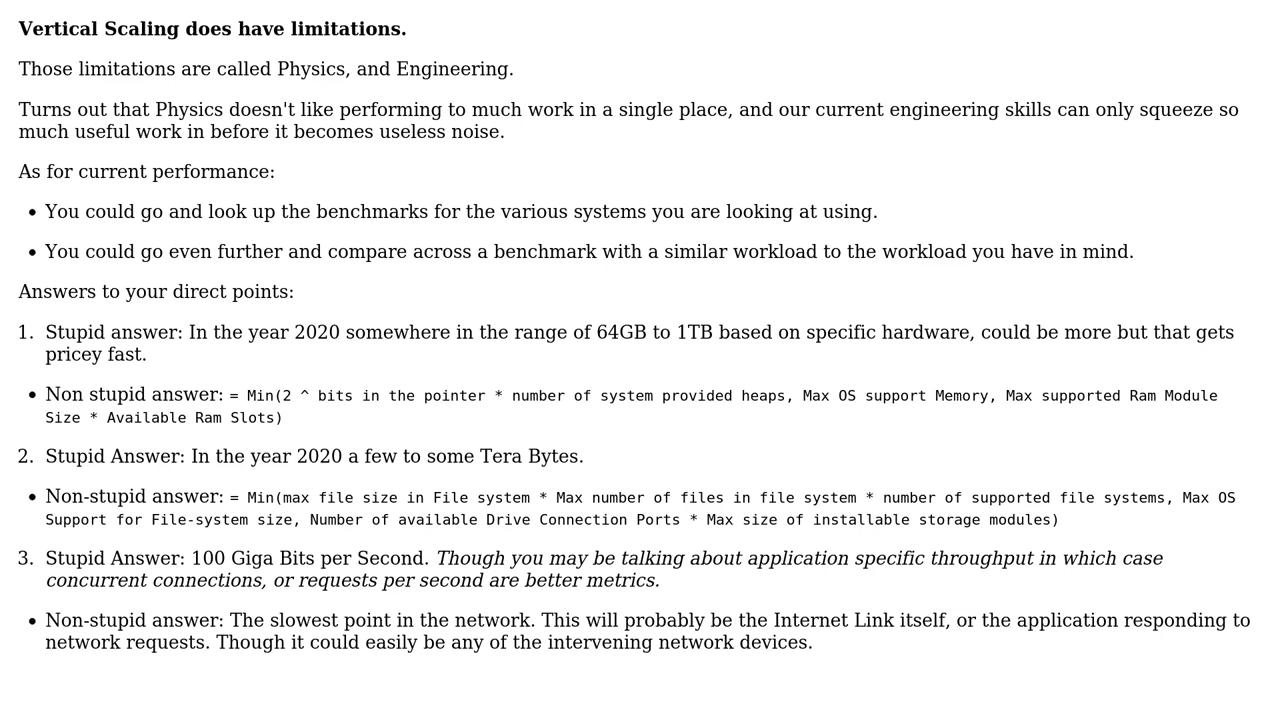 Vertical Scaling does have limitations.
Those limitations are called Physics, and Engineering.
Turns out that Physics doesn't like performing to much work in a single place, and our current engineering skills can only squeeze so
much useful work in before it becomes useless noise.
As for current performance:
• You could go and look up the benchmarks for the various systems you are looking at using.
• You could go even further and compare across a benchmark with a similar workload to the workload you have in mind.
Answers to your direct points:
1. Stupid answer: In the year 2020 somewhere in the range of 64GB to 1TB based on specific hardware, could be more but that gets
pricey fast.
• Non stupid answer: = Min(2 ^ bits in the pointer * number of system provided heaps, Max OS support Memory, Max supported Ram Module
Size * Available Ram Slots)
2. Stupid Answer: In the year 2020 a few to some Tera Bytes.
• Non-stupid answer: = Min(max file size in File system * Max number of files in file system * number of supported file systems, Max OS
Support for File-system size, Number of available Drive Connection Ports * Max size of installable storage modules)
3. Stupid Answer: 100 Giga Bits per Second. Though you may be talking about application specific throughput in which case
concurrent connections, or requests per second are better metrics.
• Non-stupid answer: The slowest point in the network. This will probably be the Internet Link itself, or the application responding to
network requests. Though it could easily be any of the intervening network devices.